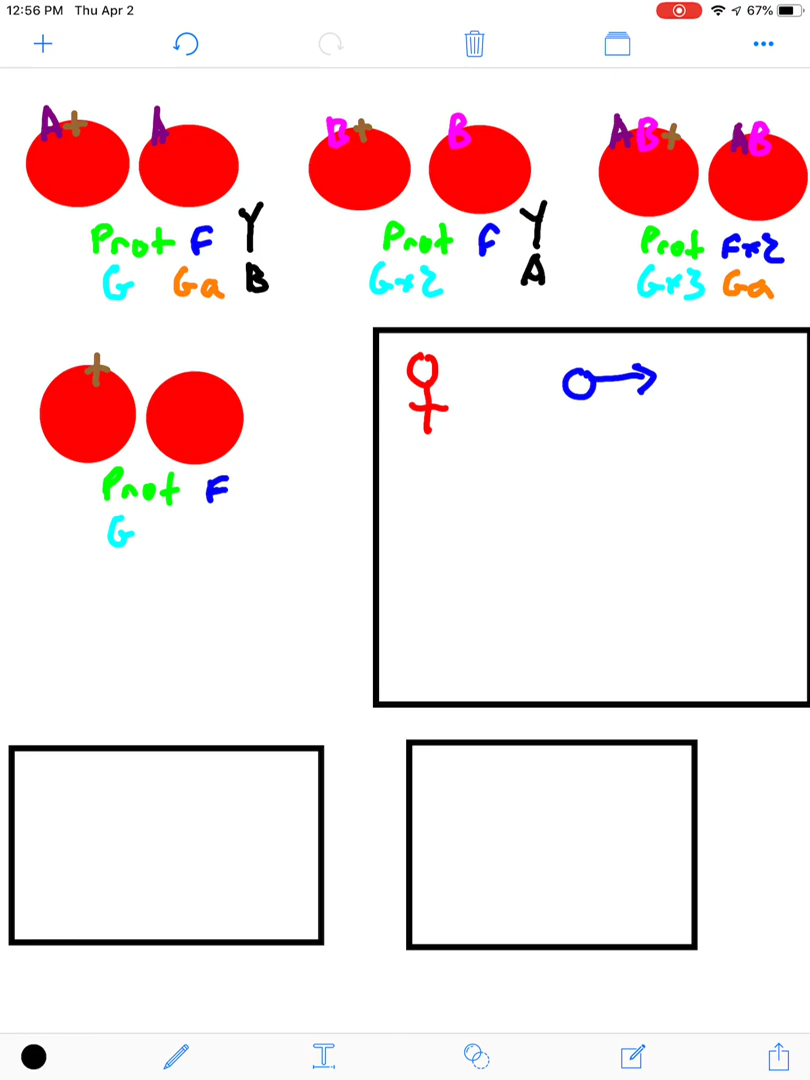 12:56 PM Thu Apr 2 67%
A+ A B+ B AB+ AB
Prot F Y Prot F Y Prot F×2
G Ga B G×2 A G×3 Ga
+
Prot F
G
T